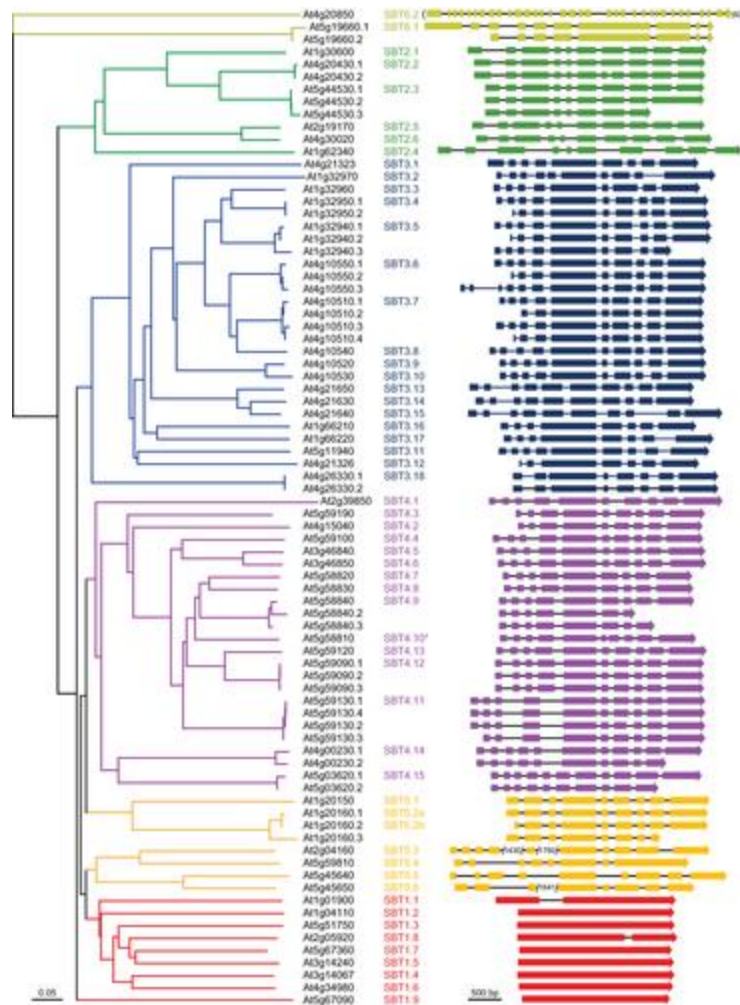 At4g20850 SBT6.2
At5g19660.1 SBT6.1
At5g19660.2
At1g30600 SBT2.1
At4g20430.1 SBT2.2
At4g20430.2
At5g44530.1 SBT2.3
At5g44530.2
At5g44530.3
At2g19170 SBT2.5
At4g30020 SBT2.6
At1g62340 SBT2.4
At4g21323 SBT3.1
At1g32970 SBT3.2
At1g32960 SBT3.3
At1g32950.1 SBT3.4
At1g32950.2
At1g32940.1 SBT3.5
At1g32940.2
At1g32940.3
At4g10550.1 SBT3.6
At4g10550.2
At4g10550.3
At4g10510.1 SBT3.7
At4g10510.2
At4g10510.3
At4g10510.4
At4g10540 SBT3.8
At4g10520 SBT3.9
At4g10530 SBT3.10
At4g21650 SBT3.13
At4g21630 SBT3.14
At4g21640 SBT3.15
At1g66210 SBT3.16
At1g66220 SBT3.17
At5g11940 SBT3.11
At4g21326 SBT3.12
At4g26330.1 SBT3.18
At4g26330.2
At2g39850 SBT4.1
At5g59190 SBT4.3
At4g15040 SBT4.2
At5g59100 SBT4.4
At3g46840 SBT4.5
At3g46850 SBT4.6
At5g58820 SBT4.7
At5g58830 SBT4.8
At5g58840 SBT4.9
At5g58840.2
At5g58840.3
At5g58810 SBT4.10*
At5g59120 SBT4.13
At5g59090.1 SBT4.12
At5g59090.2
At5g59090.3
At5g59130.1 SBT4.11
At5g59130.4
At5g59130.2
At5g59130.3
At4g00230.1 SBT4.14
At4g00230.2
At5g03620.1 SBT4.15
At5g03620.2
At1g20150 SBT5.1
At1g20160.1 SBT5.2a
At1g20160.2 SBT5.2b
At1g20160.3
At2g04160 SBT5.3
At5g59810 SBT5.4
At5g45640 SBT5.5
At5g45650 SBT5.6
At1g01900 SBT1.1
At1g04110 SBT1.2
At5g51750 SBT1.3
At2g05920 SBT1.8
At5g67360 SBT1.7
At3g14240 SBT1.5
At3g14067 SBT1.4
At4g34980 SBT1.6
At5g67090 SBT1.9
0.05 500 bp